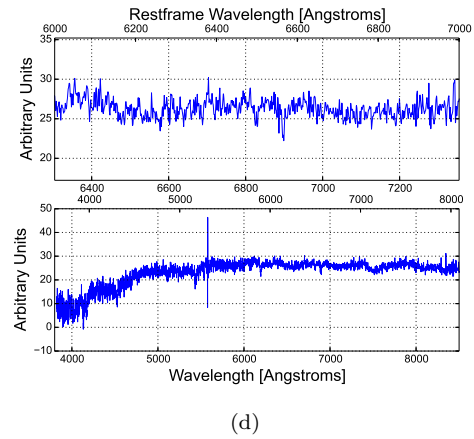 Restframe Wavelength [Angstroms]
6000 6200 6400 6600 6800 7000
Arbitrary Units
35
30
25
20
6400 6600 6800 7000 7200
4000 5000 6000 7000 8000
Arbitrary Units
50
40
30
20
10
0
−10
4000 5000 6000 7000 8000
Wavelength [Angstroms]
(d)